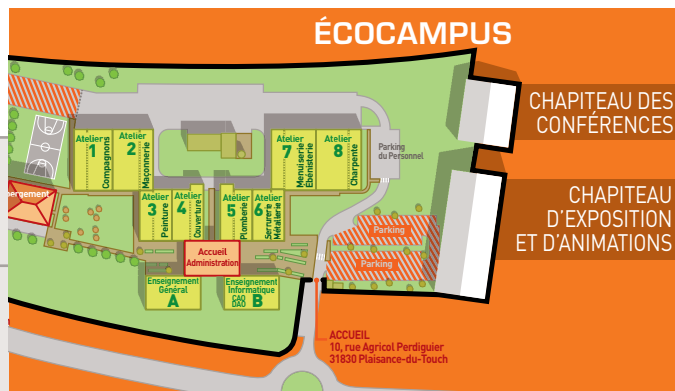 ÉCOCAMPUS
CHAPITEAU DES
CONFÉRENCES
CHAPITEAU
D'EXPOSITION
ET D'ANIMATIONS
Atelier
1
Compagnons
Atelier
2
Maçonnerie
Atelier
7
Menuiserie
Ébénisterie
Atelier
8
Charpente
Parking
du Personnel
bergement
Atelier
3
Peinture
Atelier
4
Couverture
Atelier
5
Plomberie
Atelier
6
Serrurerie
Métallerie
Parking
Parking
Accueil
Administration
Enseignement
Général
A
Enseignement
Informatique
CAO
DAO
B
ACCUEIL
10, rue Agricol Perdiguier
31830 Plaisance-du-Touch